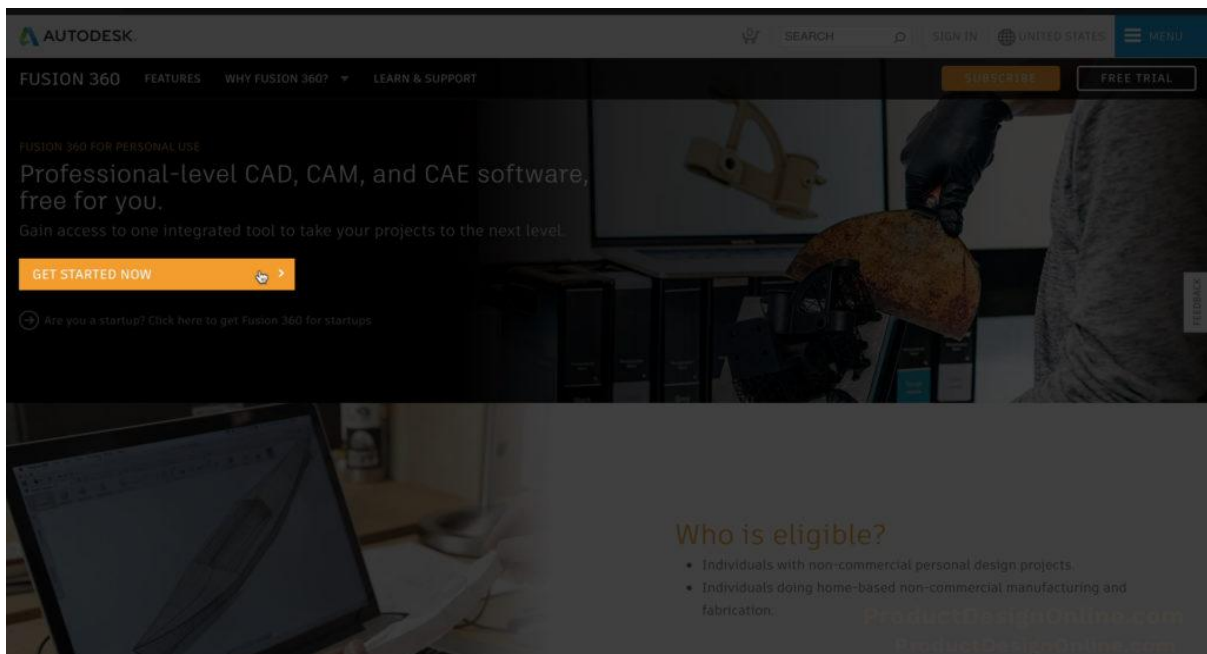 AUTODESK.
SEARCH
SIGN IN
UNITED STATES
MENU
FUSION 360
FEATURES
WHY FUSION 360?
LEARN & SUPPORT
SUBSCRIBE
FREE TRIAL
FUSION 360 FOR PERSONAL USE
Professional-level CAD, CAM, and CAE software,
free for you.
Gain access to one integrated tool to take your projects to the next level.
GET STARTED NOW
Are you a startup? Click here to get Fusion 360 for startups
FEEDBACK
Who is eligible?
• Individuals with non-commercial personal design projects.
• Individuals doing home-based non-commercial manufacturing and
fabrication.
ProductDesignOnline.com
ProductDesignOnline.com